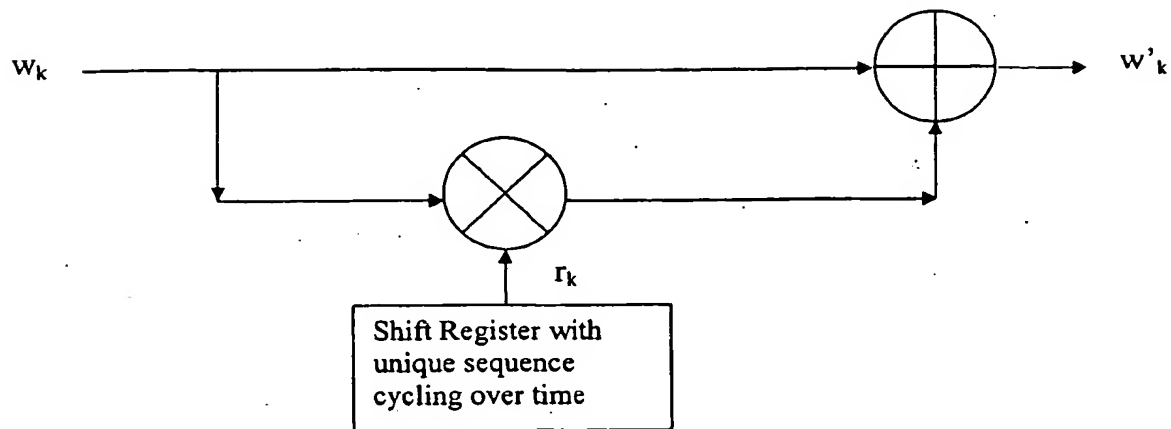 w_k
w'_k
r_k
Shift Register with
unique sequence
cycling over time